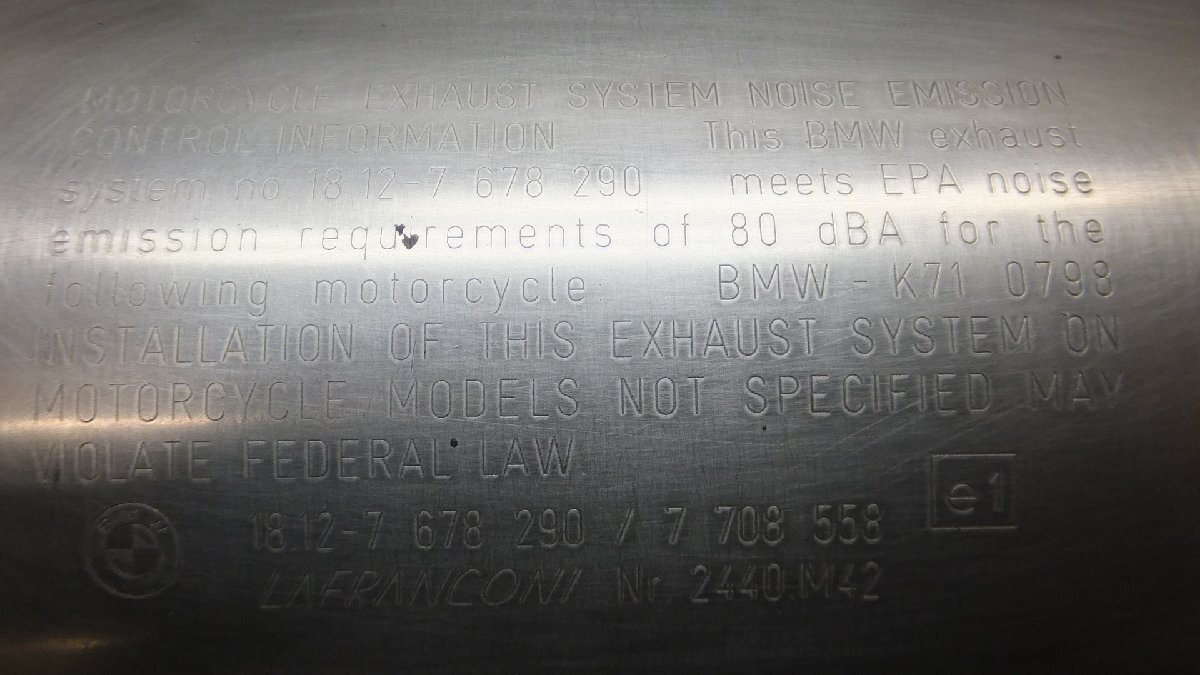 MOTORCYCLE EXHAUST SYSTEM NOISE EMISSION
CONTROL INFORMATION This BMW exhaust
system no 18 12-7 678 290 meets EPA noise
emission requirements of 80 dBA for the
following motorcycle BMW - K71 0798
INSTALLATION OF THIS EXHAUST SYSTEM ON
MOTORCYCLE MODELS NOT SPECIFIED MAY
VIOLATE FEDERAL LAW.
e1
BMW
18.12-7 678 290 / 7 708 558
LAFRANCONI Nr. 2440.M42